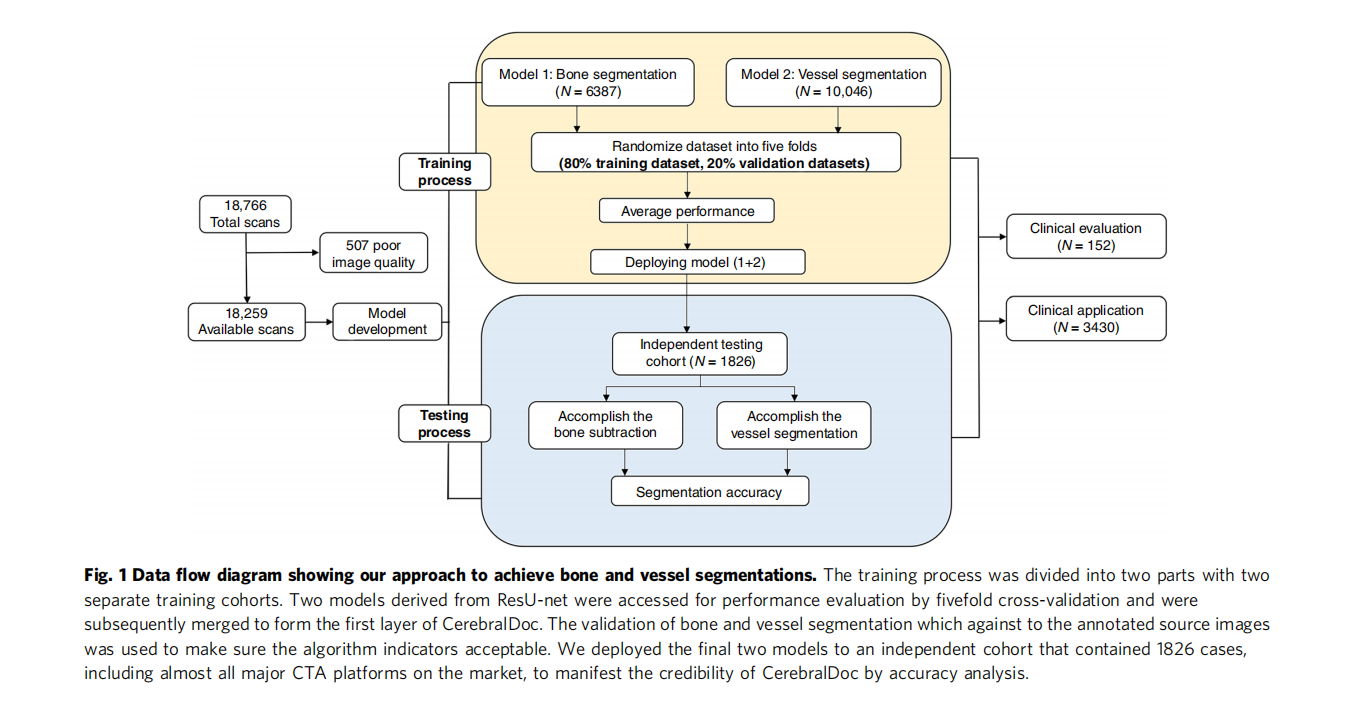 Model 1: Bone segmentation
(N = 6387)
Model 2: Vessel segmentation
(N = 10,046)
Randomize dataset into five folds
(80% training dataset, 20% validation datasets)
Training
process
Average performance
Deploying model (1+2)
18,766
Total scans
507 poor
image quality
18,259
Available scans
Model
development
Clinical evaluation
(N = 152)
Clinical application
(N = 3430)
Independent testing
cohort (N = 1826)
Testing
process
Accomplish the
bone subtraction
Accomplish the
vessel segmentation
Segmentation accuracy
Fig. 1 Data flow diagram showing our approach to achieve bone and vessel segmentations. The training process was divided into two parts with two
separate training cohorts. Two models derived from ResU-net were accessed for performance evaluation by fivefold cross-validation and were
subsequently merged to form the first layer of CerebralDoc. The validation of bone and vessel segmentation which against to the annotated source images
was used to make sure the algorithm indicators acceptable. We deployed the final two models to an independent cohort that contained 1826 cases,
including almost all major CTA platforms on the market, to manifest the credibility of CerebralDoc by accuracy analysis.